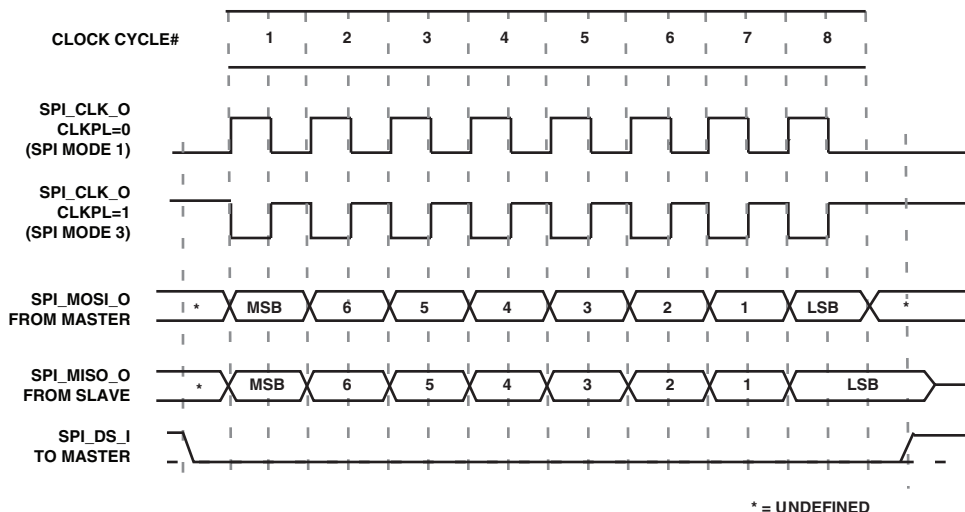 CLOCK CYCLE# 1 2 3 4 5 6 7 8
SPI_CLK_O
CLKPL=0
(SPI MODE 1)
SPI_CLK_O
CLKPL=1
(SPI MODE 3)
SPI_MOSI_O
FROM MASTER
* MSB 6 5 4 3 2 1 LSB *
SPI_MISO_O
FROM SLAVE
* MSB 6 5 4 3 2 1 LSB
SPI_DS_I
TO MASTER
* = UNDEFINED